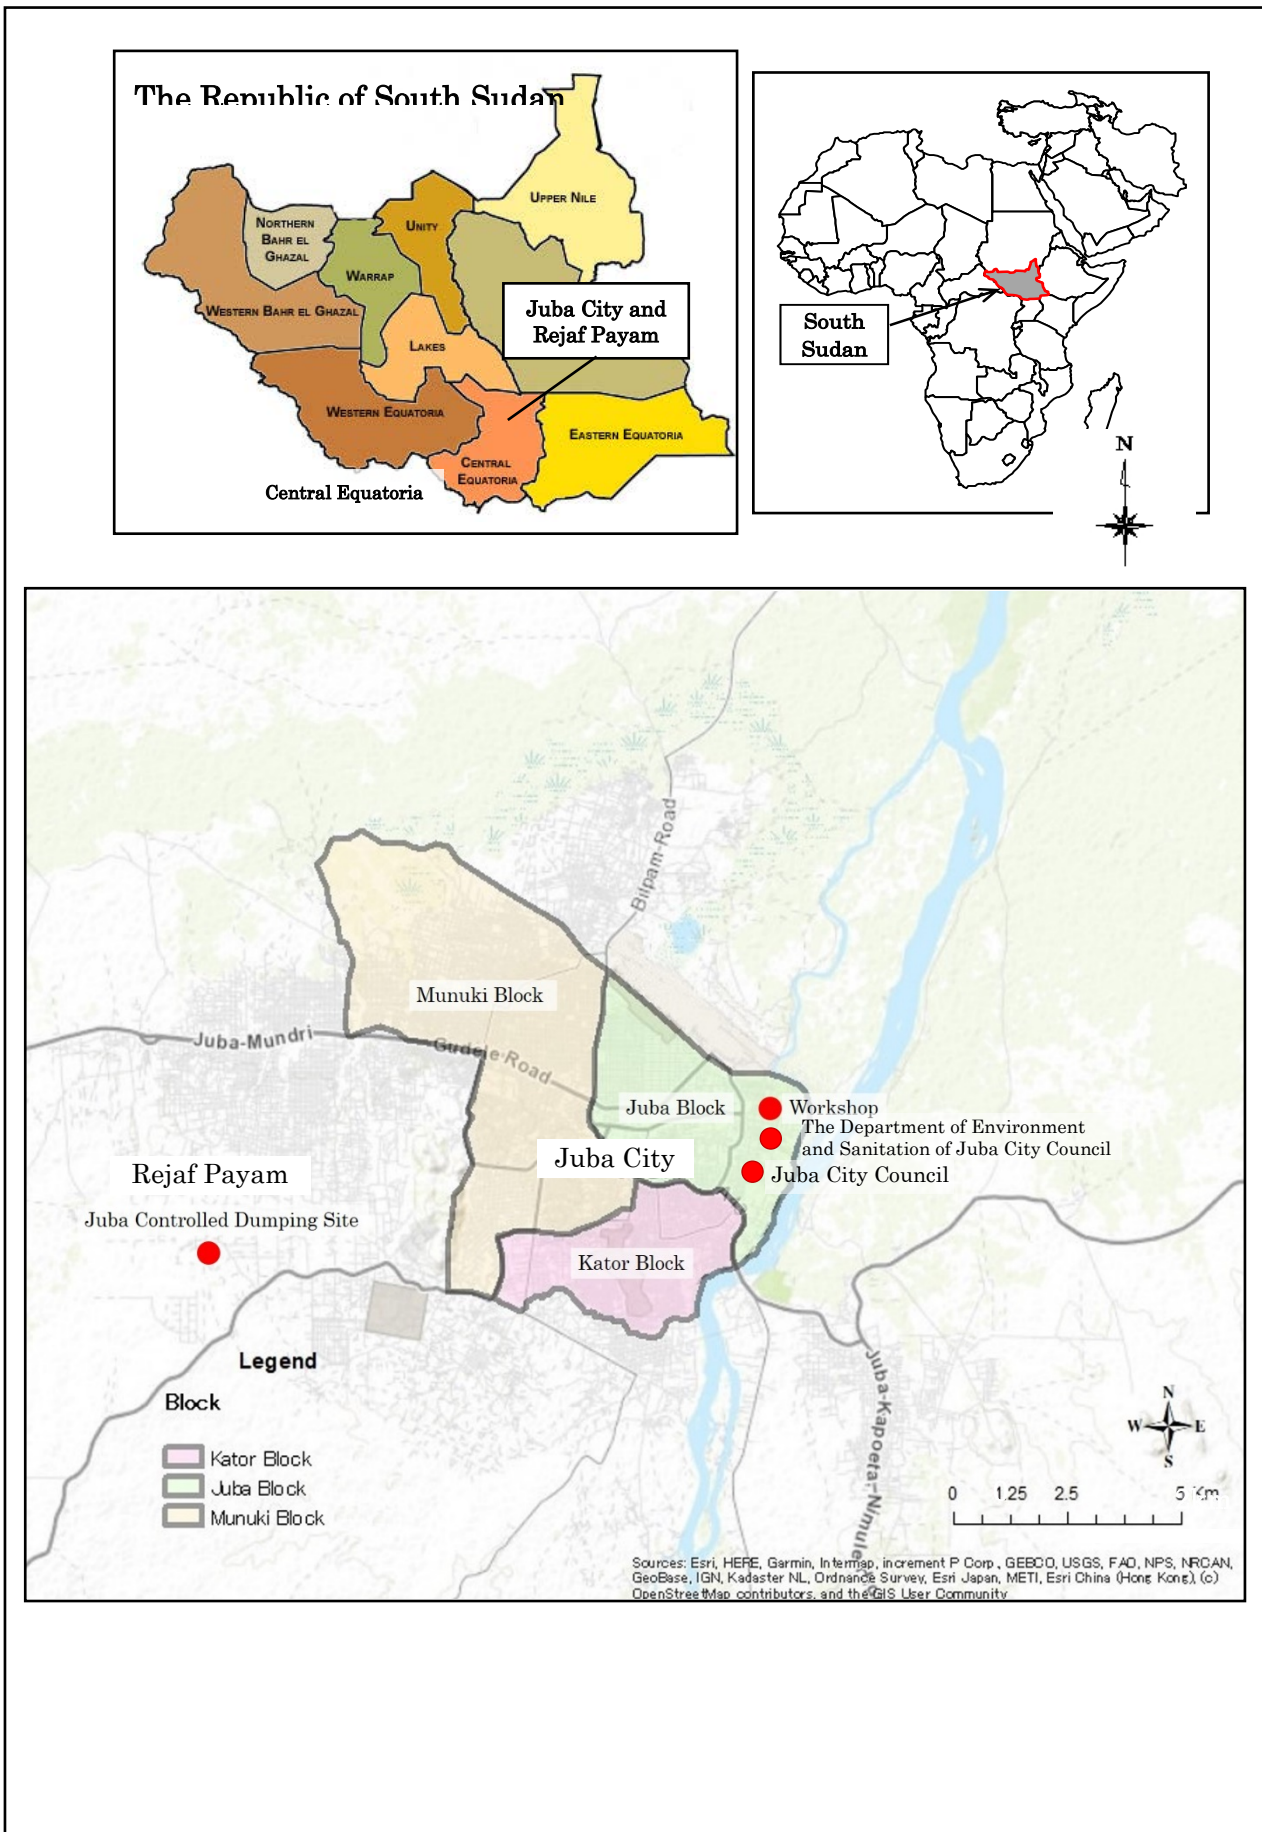 The Republic of South Sudan
UPPER NILE
NORTHERN
BAHR EL
GHAZAL
UNITY
WARRAP
WESTERN BAHR EL GHAZAL
Juba City and
Rejaf Payam
LAKES
WESTERN EQUATORIA
EASTERN EQUATORIA
CENTRAL
EQUATORIA
Central Equatoria
South
Sudan
N
Bilpam-Road
Munuki Block
Juba-Mundri
Gudele-Road
Juba Block
Workshop
The Department of Environment
and Sanitation of Juba City Council
Juba City
Juba City Council
Rejaf Payam
Juba Controlled Dumping Site
Kator Block
Juba-Kapoeta-Nimule
Legend
Block
Kator Block
Juba Block
Munuki Block
N
W E
S
0 1.25 2.5 5 Km
Sources: Esri, HERE, Garmin, Intermap, increment P Corp., GEBCO, USGS, FAO, NPS, NRCAN,
GeoBase, IGN, Kadaster NL, Ordnance Survey, Esri Japan, METI, Esri China (Hong Kong), (c)
OpenStreetMap contributors, and the GIS User Community